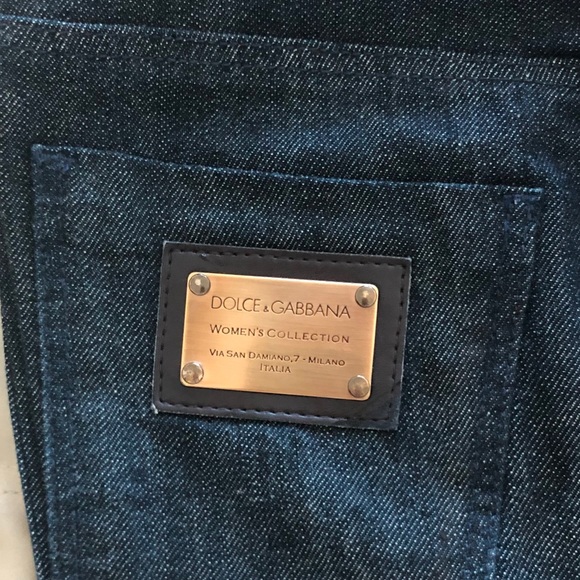 DOLCE & GABBANA
WOMEN'S COLLECTION
VIA SAN DAMIANO,7 - MILANO
ITALIA